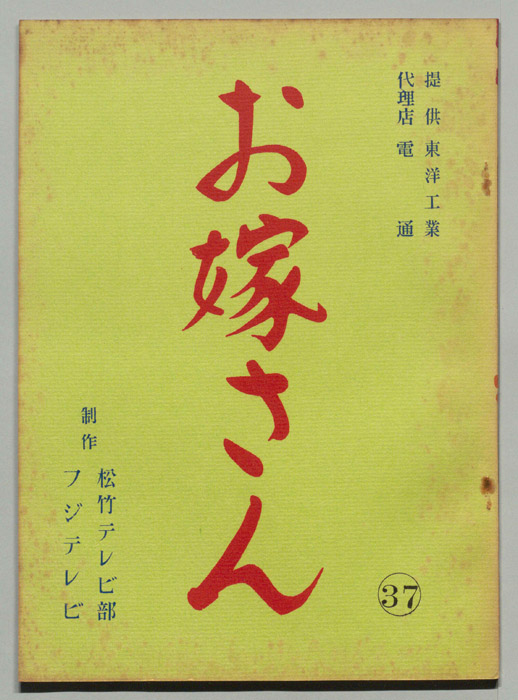 提供 東洋工業
代理店 電通
お嫁さん
制作
松竹テレビ部
フジテレビ
37